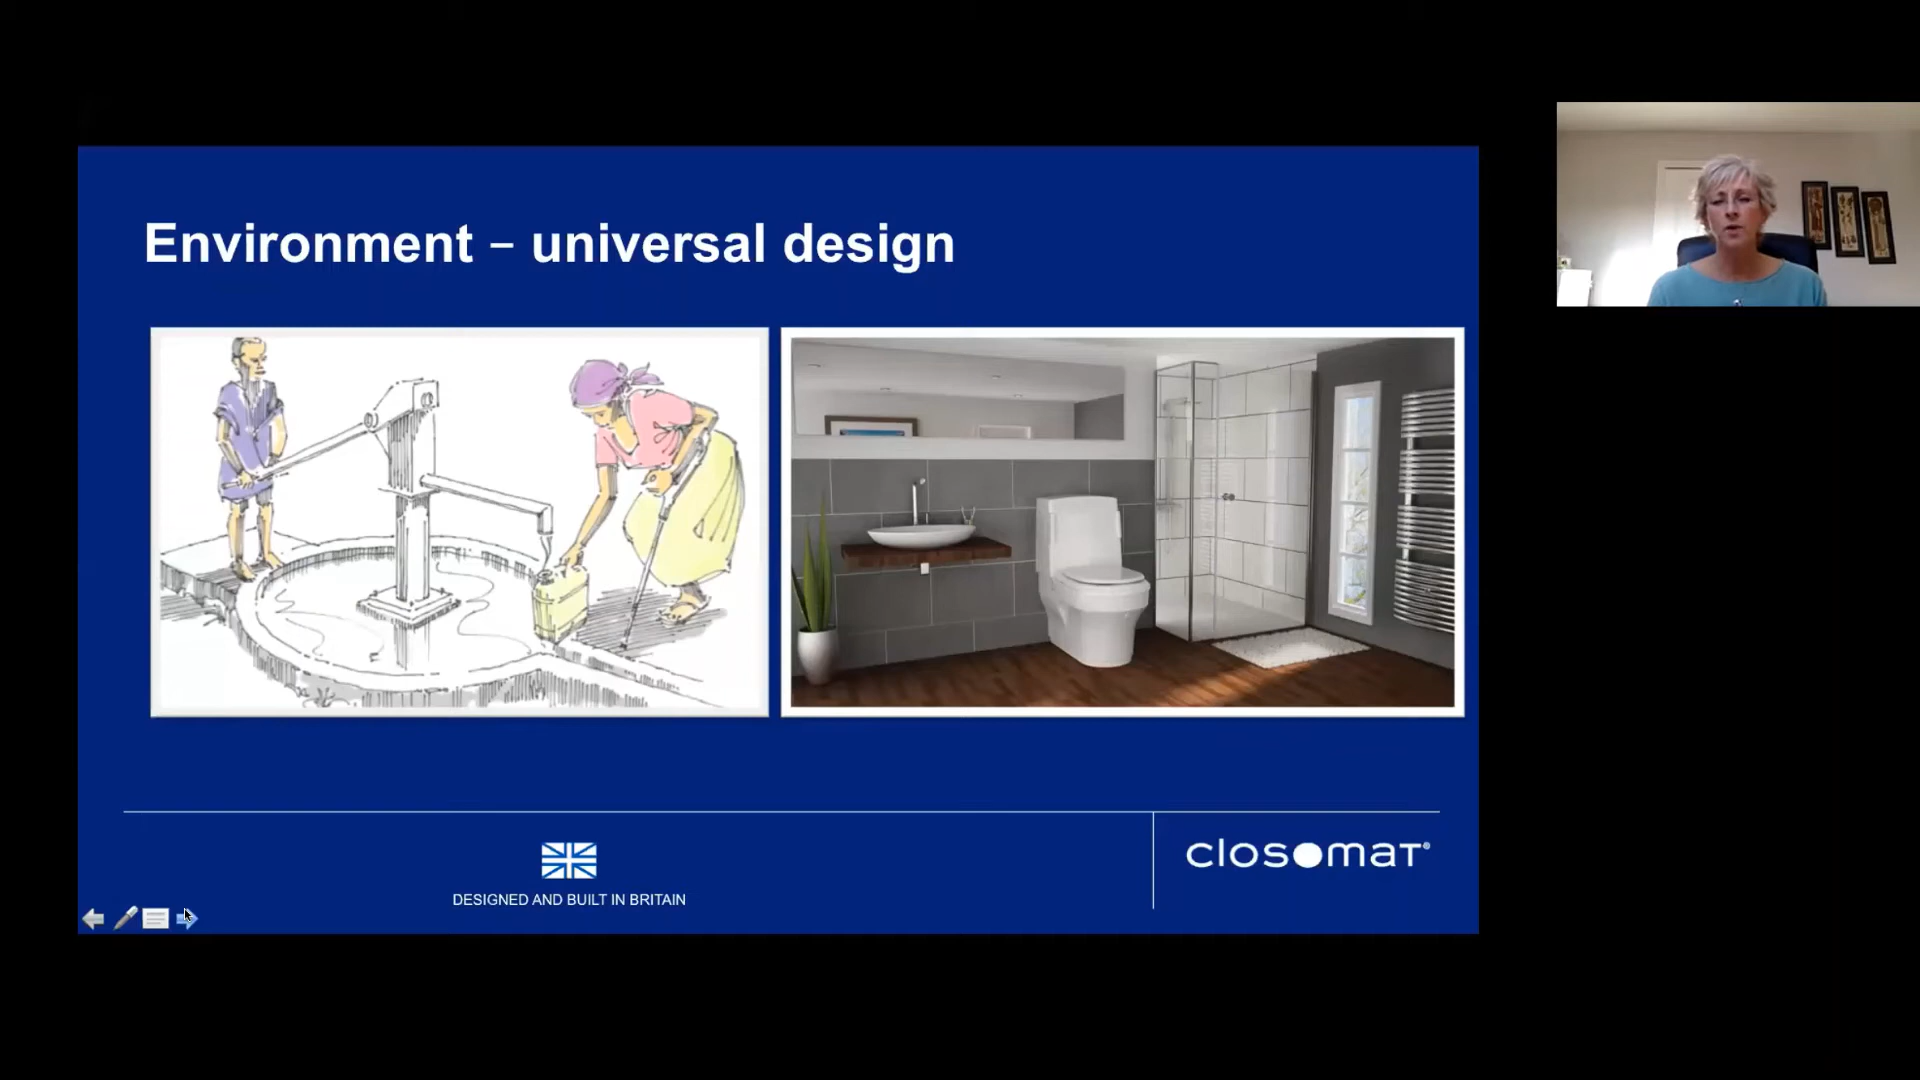 Environment – universal design
DESIGNED AND BUILT IN BRITAIN
closomat®